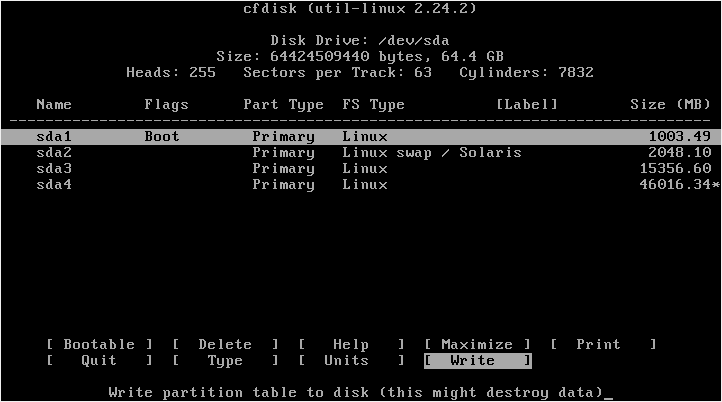 cfdisk (util-linux 2.24.2)
Disk Drive: /dev/sda
Size: 64424509440 bytes, 64.4 GB
Heads: 255   Sectors per Track: 63   Cylinders: 7832
Name        Flags      Part Type  FS Type          [Label]        Size (MB)
------------------------------------------------------------------------------
sda1        Boot        Primary   Linux                             1003.49
sda2                    Primary   Linux swap / Solaris              2048.10
sda3                    Primary   Linux                            15356.60
sda4                    Primary   Linux                            46016.34*
[ Bootable ]  [  Delete  ]  [   Help   ]  [ Maximize ]  [  Print   ]
[   Quit   ]  [   Type   ]  [  Units   ]  [  Write   ]
Write partition table to disk (this might destroy data)_